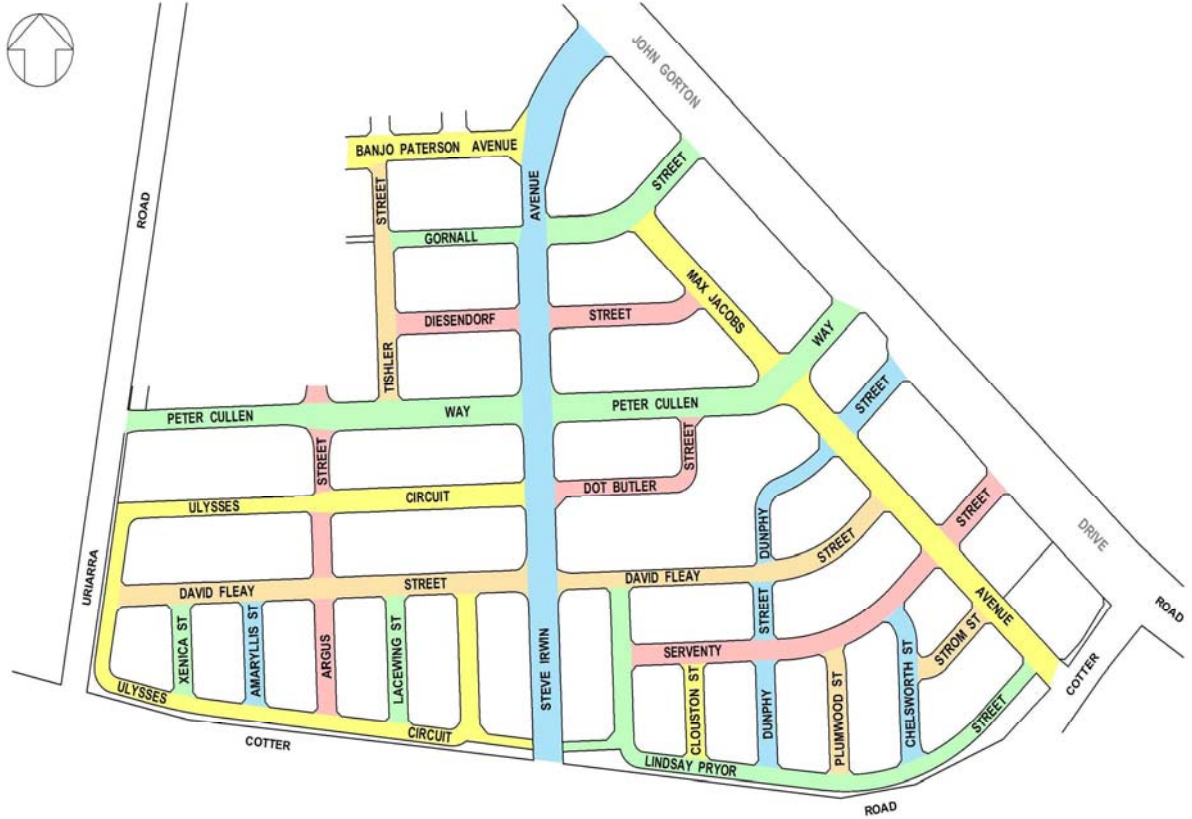 JOHN GORTON
BANJO PATERSON AVENUE
STREET
STREET
AVENUE
ROAD
GORNALL
MAX JACOBS
DIESENDORF
STREET
WAY
TISHLER
STREET
PETER CULLEN
WAY
PETER CULLEN
STREET
STREET
DOT BUTLER
ULYSSES
CIRCUIT
STREET
DRIVE
DUNPHY
STREET
URIARRA
DAVID FLEAY
STREET
DAVID FLEAY
AVENUE
ROAD
XENICA ST
AMARYLLIS ST
ARGUS
LACEWING ST
STREET
SERVENTY
STROM ST
CHELSWORTH ST
STEVE IRWIN
CLOUSTON ST
DUNPHY
PLUMWOOD ST
COTTER
ULYSSES
CIRCUIT
STREET
COTTER
LINDSAY PRYOR
ROAD